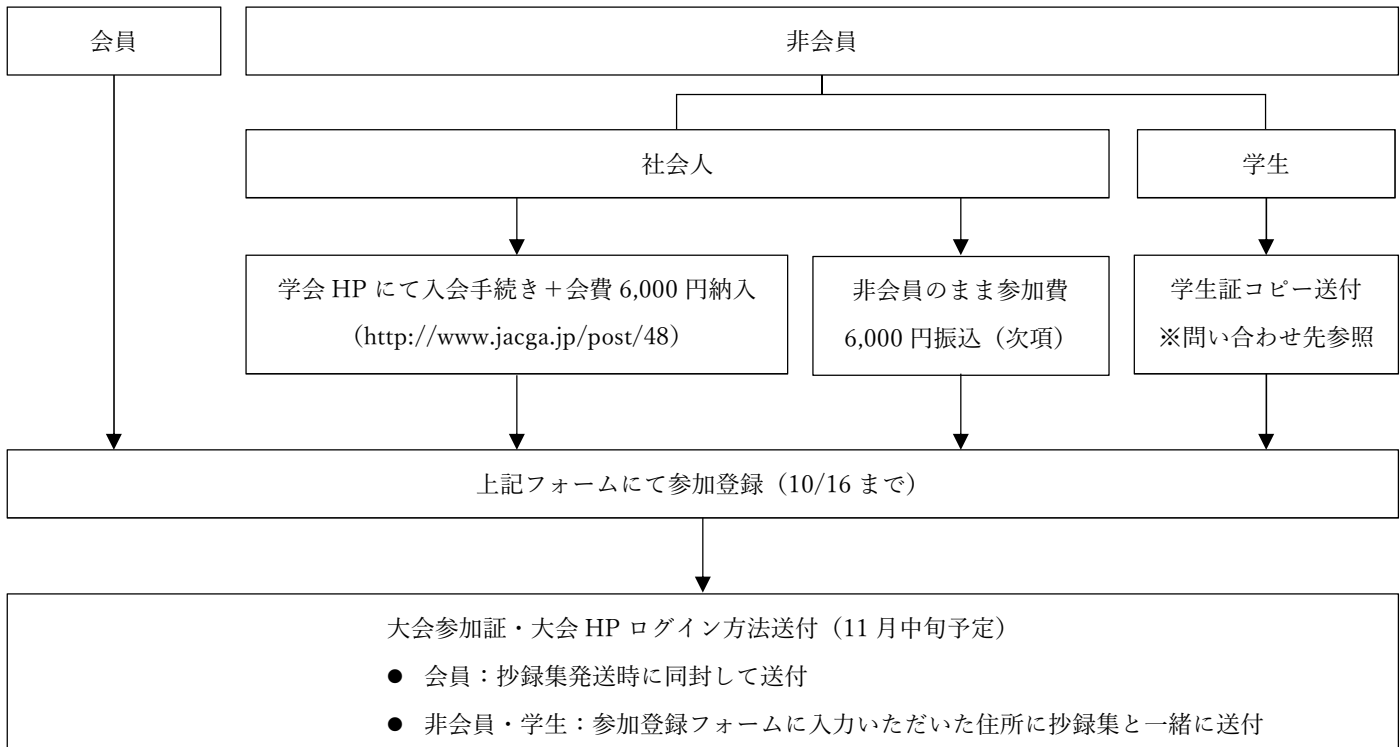 会員
非会員
社会人
学生
学会 HP にて入会手続き＋会費 6,000 円納入
（http://www.jacga.jp/post/48）
非会員のまま参加費
6,000 円振込（次項）
学生証コピー送付
※問い合わせ先参照
上記フォームにて参加登録（10/16 まで）
大会参加証・大会 HP ログイン方法送付（11 月中旬予定）
● 会員：抄録集発送時に同封して送付
● 非会員・学生：参加登録フォームに入力いただいた住所に抄録集と一緒に送付